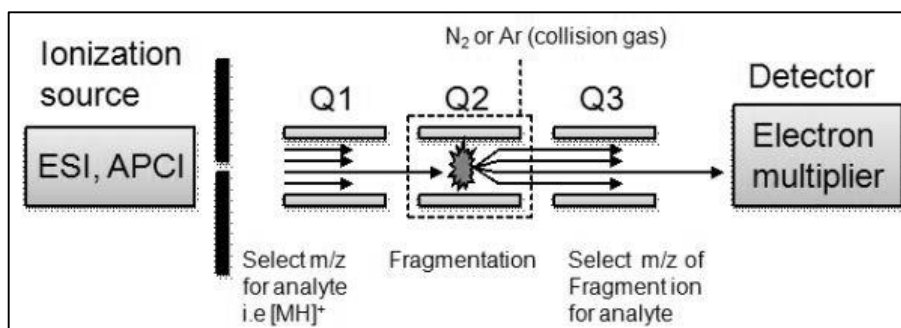 N₂ or Ar (collision gas)
Ionization
source
Q1
Q2
Q3
Detector
ESI, APCI
Electron
multiplier
Select m/z
for analyte
i.e [MH]⁺
Fragmentation
Select m/z of
Fragment ion
for analyte